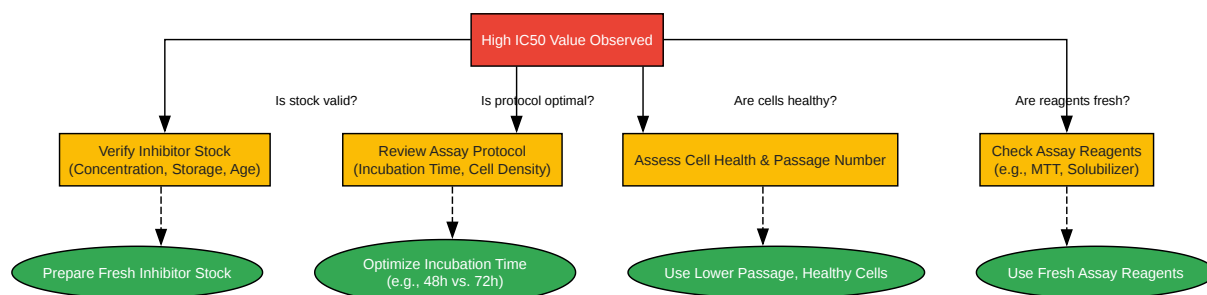 High IC50 Value Observed
Is stock valid?
Is protocol optimal?
Are cells healthy?
Are reagents fresh?
Verify Inhibitor Stock
(Concentration, Storage, Age)
Review Assay Protocol
(Incubation Time, Cell Density)
Assess Cell Health & Passage Number
Check Assay Reagents
(e.g., MTT, Solubilizer)
Prepare Fresh Inhibitor Stock
Optimize Incubation Time
(e.g., 48h vs. 72h)
Use Lower Passage, Healthy Cells
Use Fresh Assay Reagents